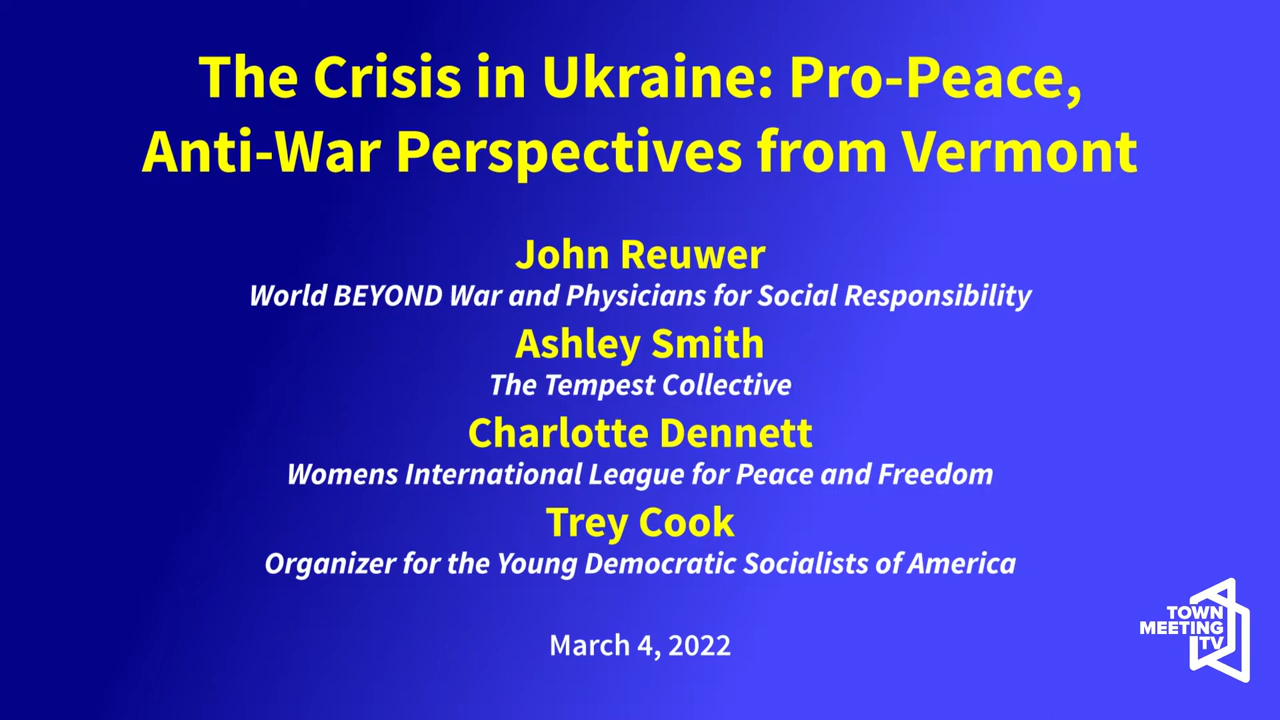 The Crisis in Ukraine: Pro-Peace,
Anti-War Perspectives from Vermont
John Reuwer
World BEYOND War and Physicians for Social Responsibility
Ashley Smith
The Tempest Collective
Charlotte Dennett
Womens International League for Peace and Freedom
Trey Cook
Organizer for the Young Democratic Socialists of America
March 4, 2022
TOWN
MEETING
TV